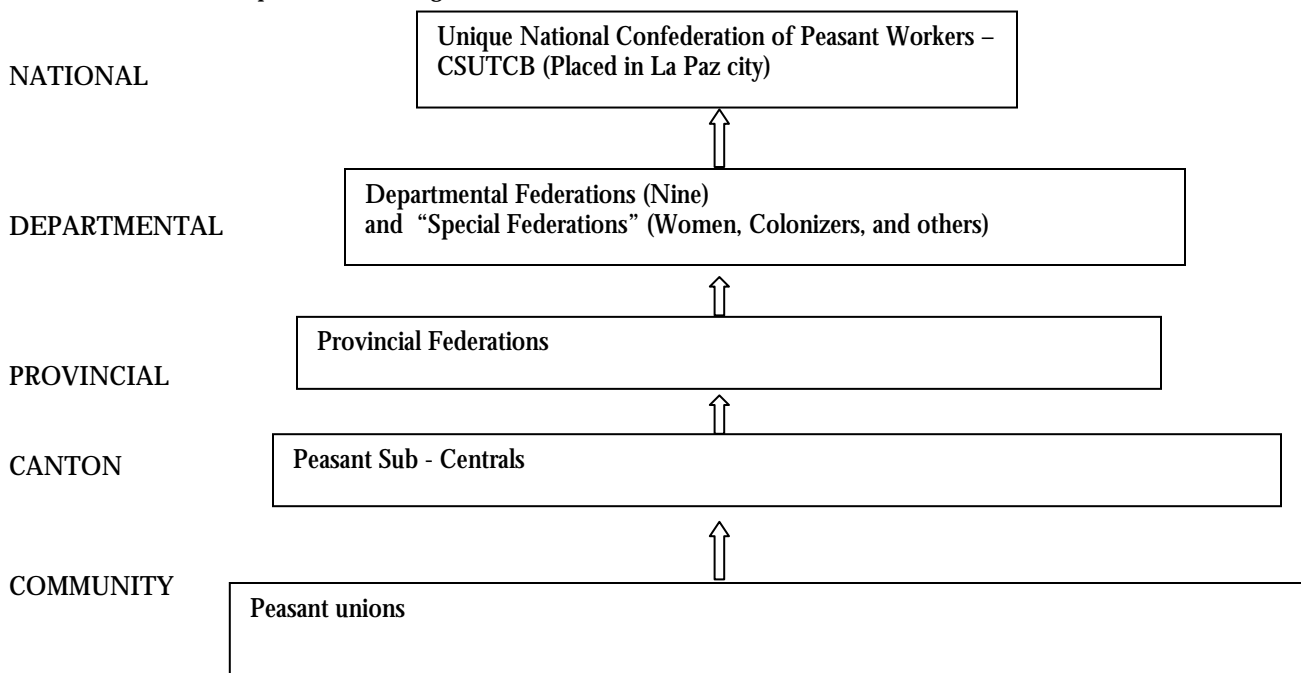 Unique National Confederation of Peasant Workers –
CSUTCB (Placed in La Paz city)
NATIONAL
Departmental Federations (Nine)
and “Special Federations” (Women, Colonizers, and others)
DEPARTMENTAL
Provincial Federations
PROVINCIAL
Peasant Sub - Centrals
CANTON
COMMUNITY
Peasant unions